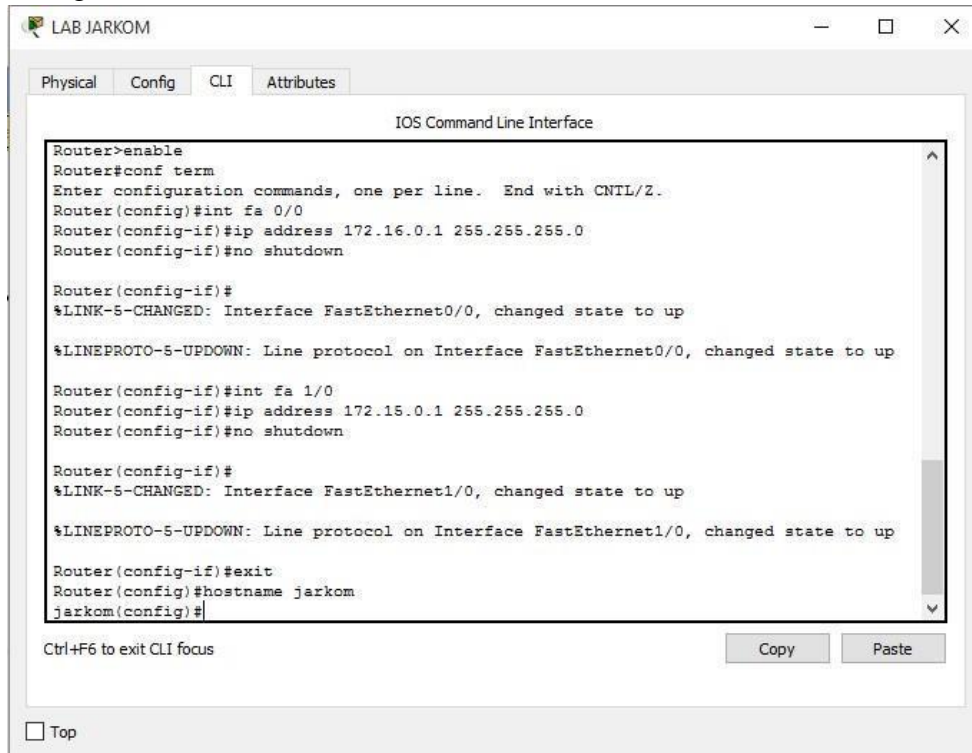 LAB JARKOM
Physical Config CLI Attributes
IOS Command Line Interface
Router>enable
Router#conf term
Enter configuration commands, one per line.  End with CNTL/Z.
Router(config)#int fa 0/0
Router(config-if)#ip address 172.16.0.1 255.255.255.0
Router(config-if)#no shutdown
Router(config-if)#
%LINK-5-CHANGED: Interface FastEthernet0/0, changed state to up
%LINEPROTO-5-UPDOWN: Line protocol on Interface FastEthernet0/0, changed state to up
Router(config-if)#int fa 1/0
Router(config-if)#ip address 172.15.0.1 255.255.255.0
Router(config-if)#no shutdown
Router(config-if)#
%LINK-5-CHANGED: Interface FastEthernet1/0, changed state to up
%LINEPROTO-5-UPDOWN: Line protocol on Interface FastEthernet1/0, changed state to up
Router(config-if)#exit
Router(config)#hostname jarkom
jarkom(config)#
Ctrl+F6 to exit CLI focus
Copy Paste
Top